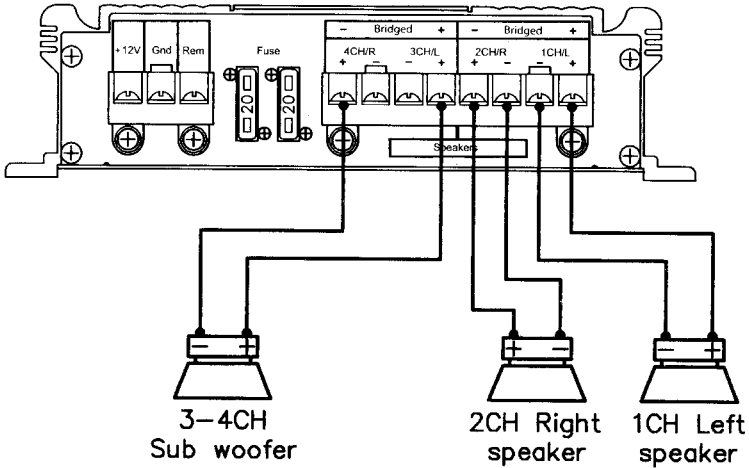 − Bridged + − Bridged +
+12V Gnd Rem Fuse 4CH/R 3CH/L 2CH/R 1CH/L
+ − − + + − − +
20 20
Speakers
− + + − − +
3−4CH
Sub woofer
2CH Right
speaker
1CH Left
speaker